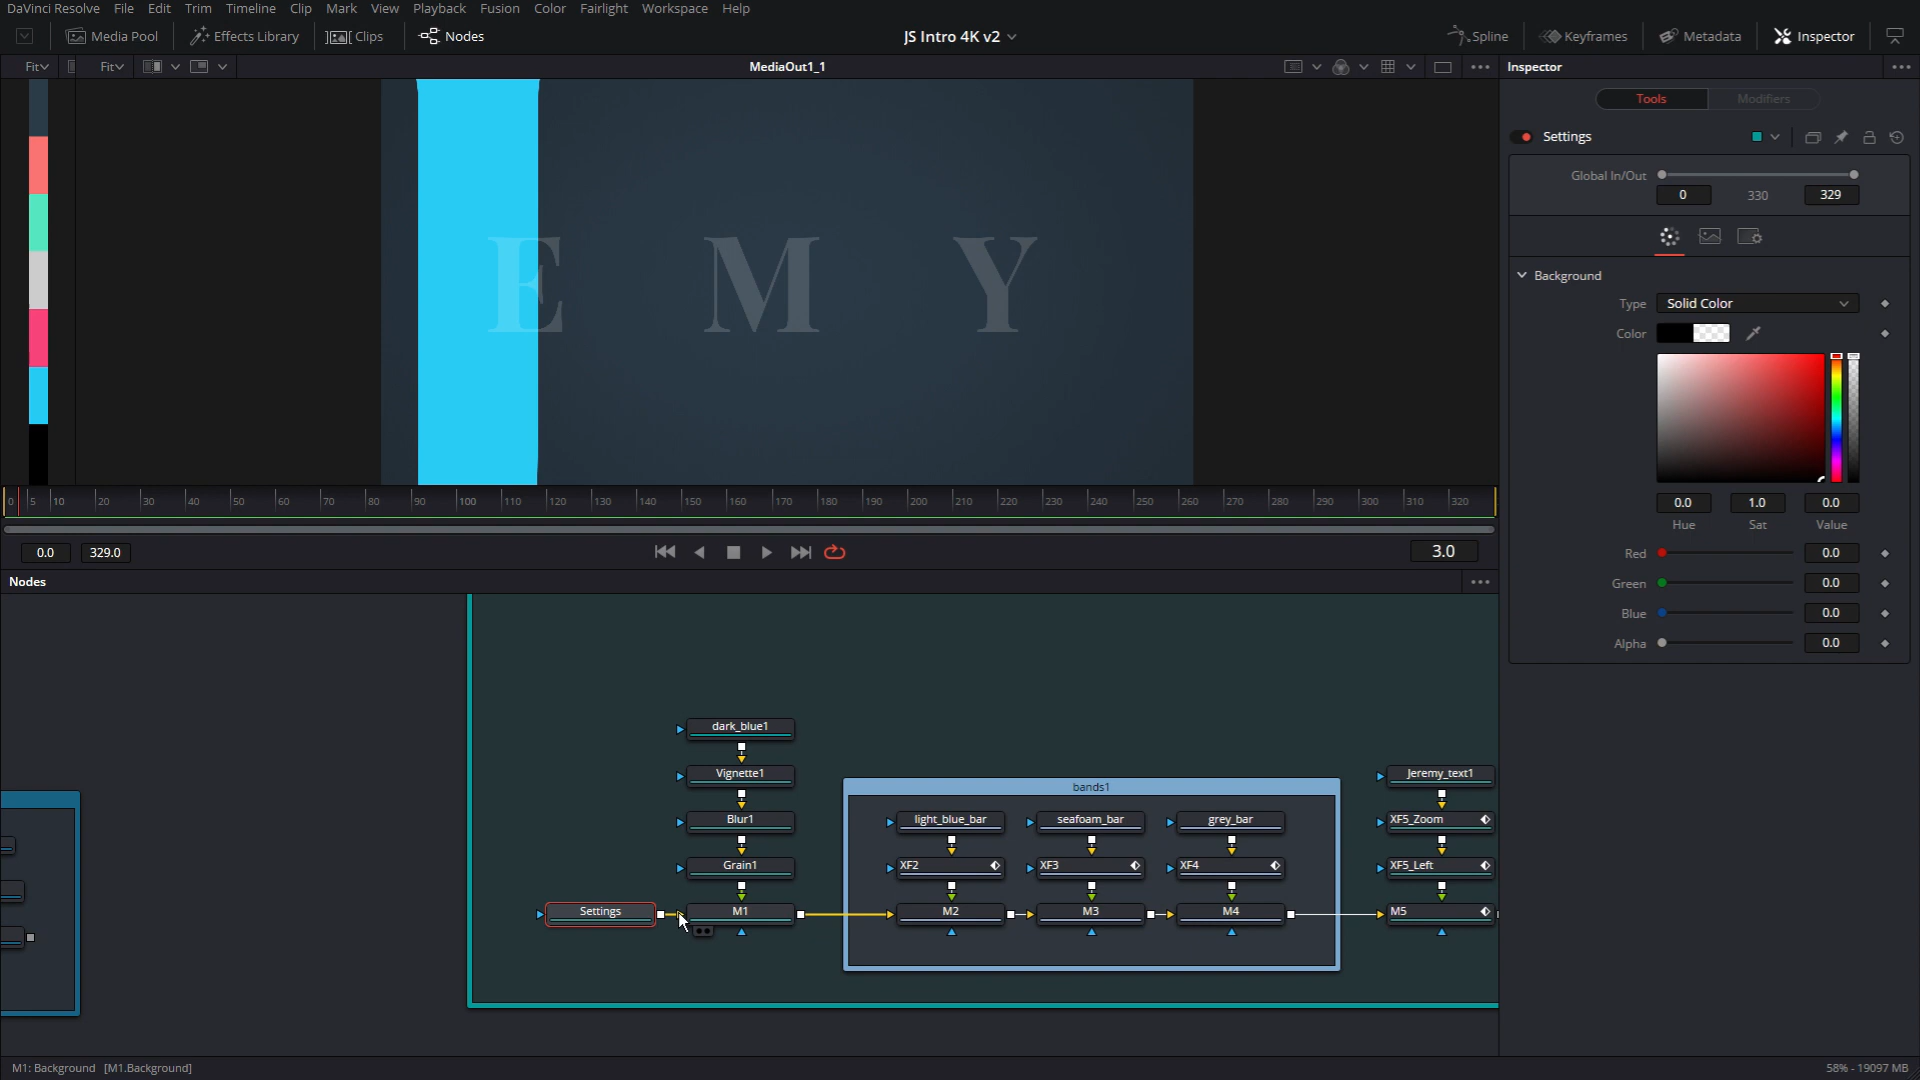 DaVinci Resolve File Edit Trim Timeline Clip Mark View Playback Fusion Color Fairlight Workspace Help
Media Pool Effects Library Clips Nodes JS Intro 4K v2 Spline Keyframes Metadata Inspector
Fit Fit MediaOut1_1 Inspector
Tools Modifiers
Settings
Global In/Out
0 330 329
Background
Type Solid Color
Color
0.0 1.0 0.0
Hue Sat Value
Red 0.0
Green 0.0
Blue 0.0
Alpha 0.0
E M Y
0 5 10 20 30 40 50 60 70 80 90 100 110 120 130 140 150 160 170 180 190 200 210 220 230 240 250 260 270 280 290 300 310 320
0.0 329.0 3.0
Nodes
dark_blue1
Vignette1 Jeremy_text1
bands1
Blur1 light_blue_bar seafoam_bar grey_bar XF5_Zoom
Grain1 XF2 XF3 XF4 XF5_Left
Settings M1 M2 M3 M4 M5
M1: Background [M1.Background] 58% - 19097 MB